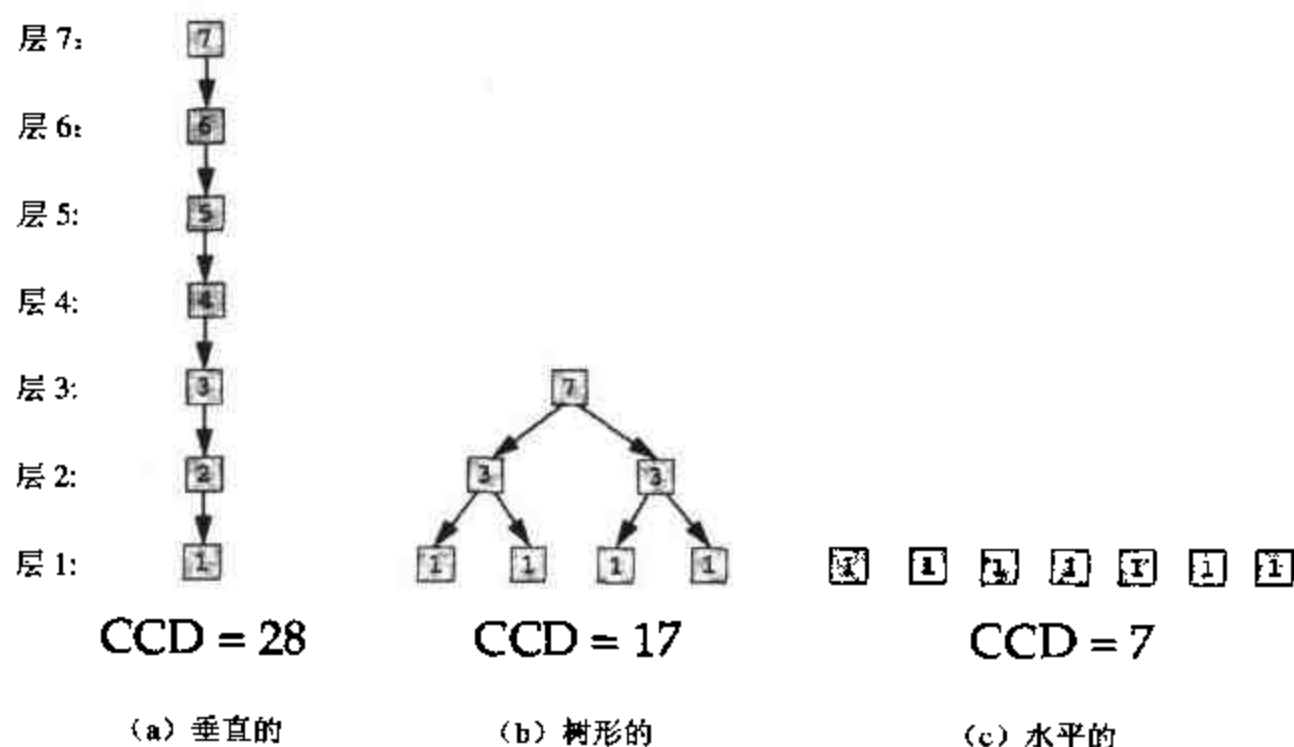 层 7: 7
层 6: 6
层 5: 5
层 4: 4
层 3: 3 7
层 2: 2 3 3
层 1: 1 1 1 1 1 1 1 1 1 1 1 1
CCD = 28 CCD = 17 CCD = 7
（a）垂直的 （b）树形的 （c）水平的